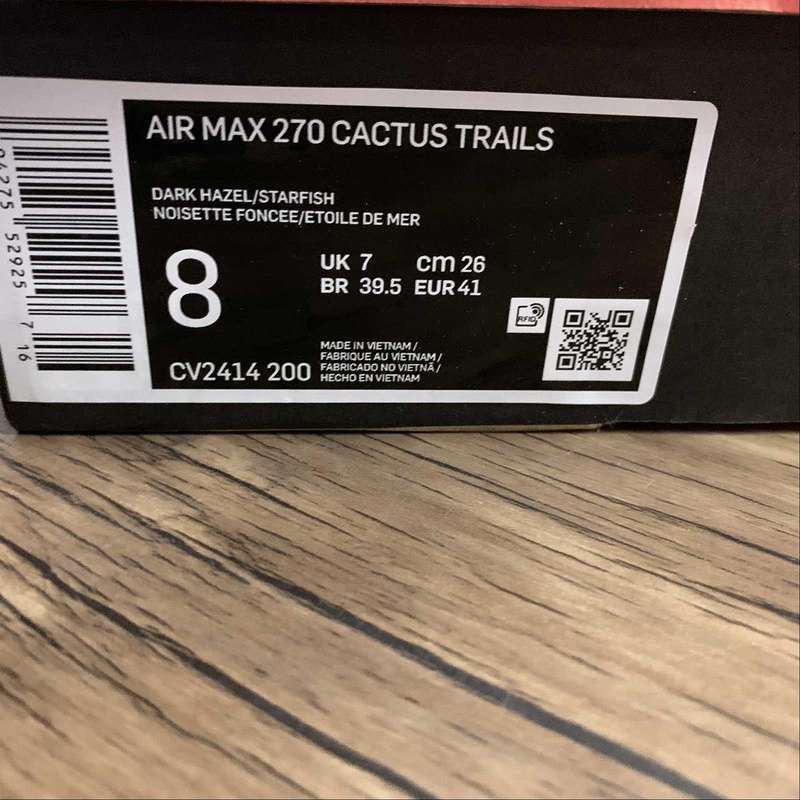 AIR MAX 270 CACTUS TRAILS
DARK HAZEL/STARFISH
NOISETTE FONCEE/ETOILE DE MER
8
UK 7 cm 26
BR 39.5 EUR 41
RFID
CV2414 200
MADE IN VIETNAM /
FABRIQUE AU VIETNAM /
FABRICADO NO VIETNÃ /
HECHO EN VIETNAM
52925 7 16